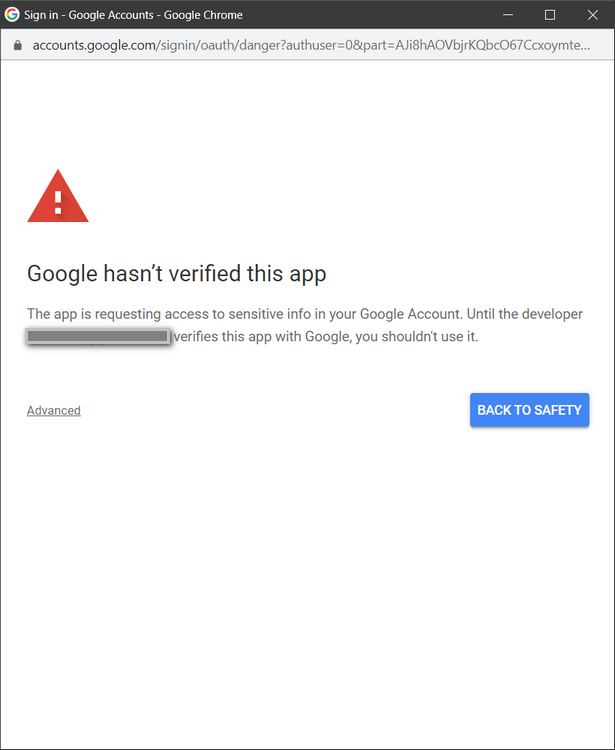 Sign in - Google Accounts - Google Chrome
accounts.google.com/signin/oauth/danger?authuser=0&part=AJi8hAOVbjrKQbcO67Ccxoymte...
Google hasn’t verified this app
The app is requesting access to sensitive info in your Google Account. Until the developer
verifies this app with Google, you shouldn't use it.
Advanced
BACK TO SAFETY